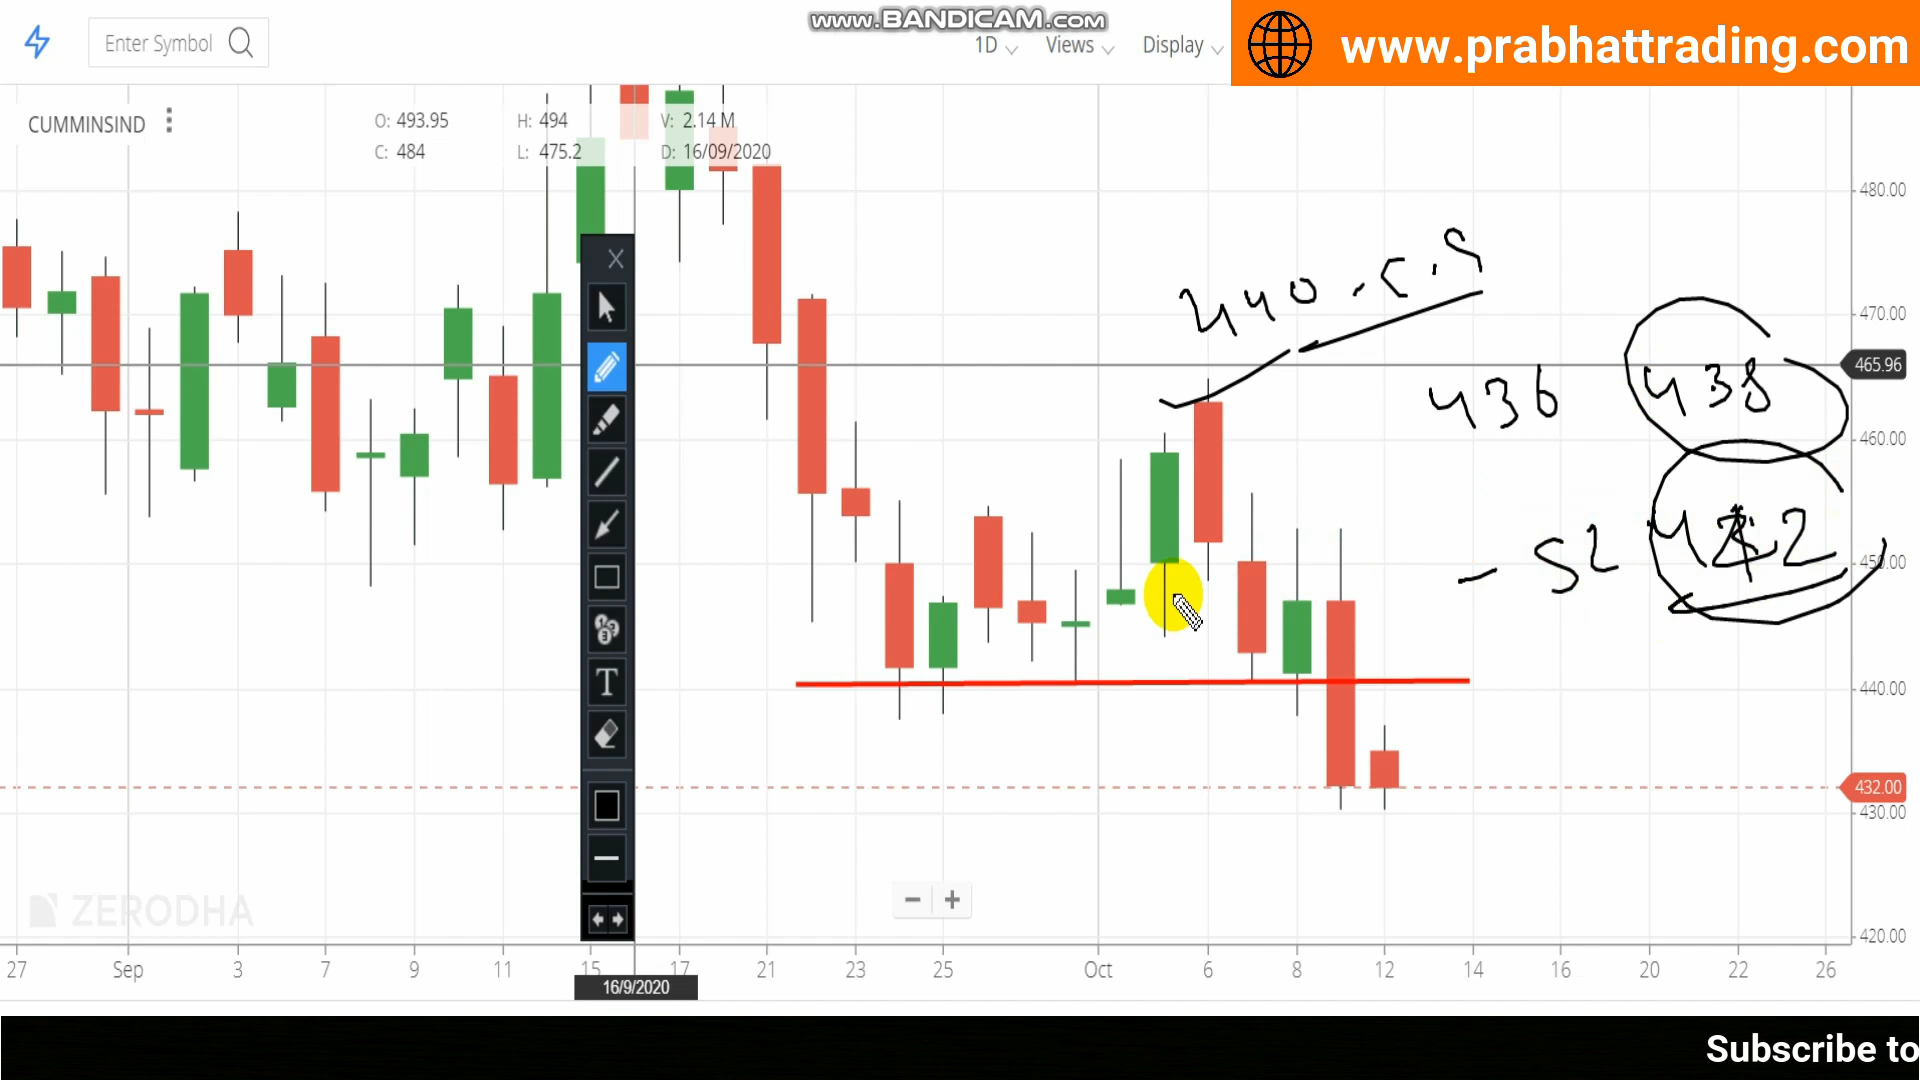 www.BANDICAM.com
Enter Symbol
1D
Views
Display
www.prabhattrading.com
CUMMINSIND
O: 493.95 H: 494 V: 2.14 M
C: 484 L: 475.2 D: 16/09/2020
480.00
470.00
465.96
460.00
450.00
440.00
432.00
430.00
420.00
440
436 438
- S2
T
ZERODHA
27 Sep 3 7 9 11 15 17 21 23 25 Oct 6 8 12 14 16 20 22 26
16/9/2020
Subscribe to